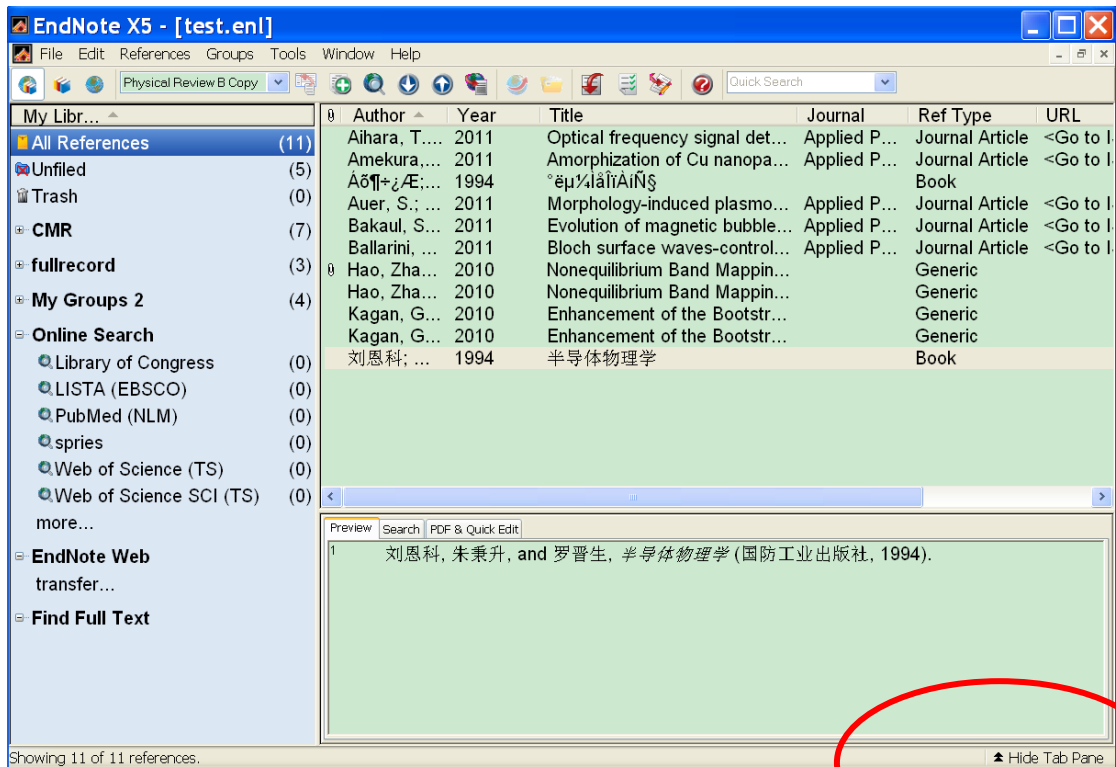 EndNote X5 - [test.enl]
File Edit References Groups Tools Window Help
Physical Review B Copy Quick Search
My Libr...
All References (11)
Unfiled (5)
Trash (0)
CMR (7)
fullrecord (3)
My Groups 2 (4)
Online Search
Library of Congress (0)
LISTA (EBSCO) (0)
PubMed (NLM) (0)
spries (0)
Web of Science (TS) (0)
Web of Science SCI (TS) (0)
more...
EndNote Web
transfer...
Find Full Text
Author Year Title Journal Ref Type URL
Aihara, T.... 2011 Optical frequency signal det... Applied P... Journal Article <Go to I
Amekura,... 2011 Amorphization of Cu nanopa... Applied P... Journal Article <Go to I
Áõ¶÷¿Æ;... 1994 °ëµ¼ÌåÎïÀíÑ§ Book
Auer, S.; ... 2011 Morphology-induced plasmo... Applied P... Journal Article <Go to I
Bakaul, S... 2011 Evolution of magnetic bubble... Applied P... Journal Article <Go to I
Ballarini, ... 2011 Bloch surface waves-control... Applied P... Journal Article <Go to I
Hao, Zha... 2010 Nonequilibrium Band Mappin... Generic
Hao, Zha... 2010 Nonequilibrium Band Mappin... Generic
Kagan, G... 2010 Enhancement of the Bootstr... Generic
Kagan, G... 2010 Enhancement of the Bootstr... Generic
刘恩科; ... 1994 半导体物理学 Book
Preview Search PDF & Quick Edit
1 刘恩科, 朱秉升, and 罗晋生, 半导体物理学 (国防工业出版社, 1994).
Showing 11 of 11 references.
Hide Tab Pane